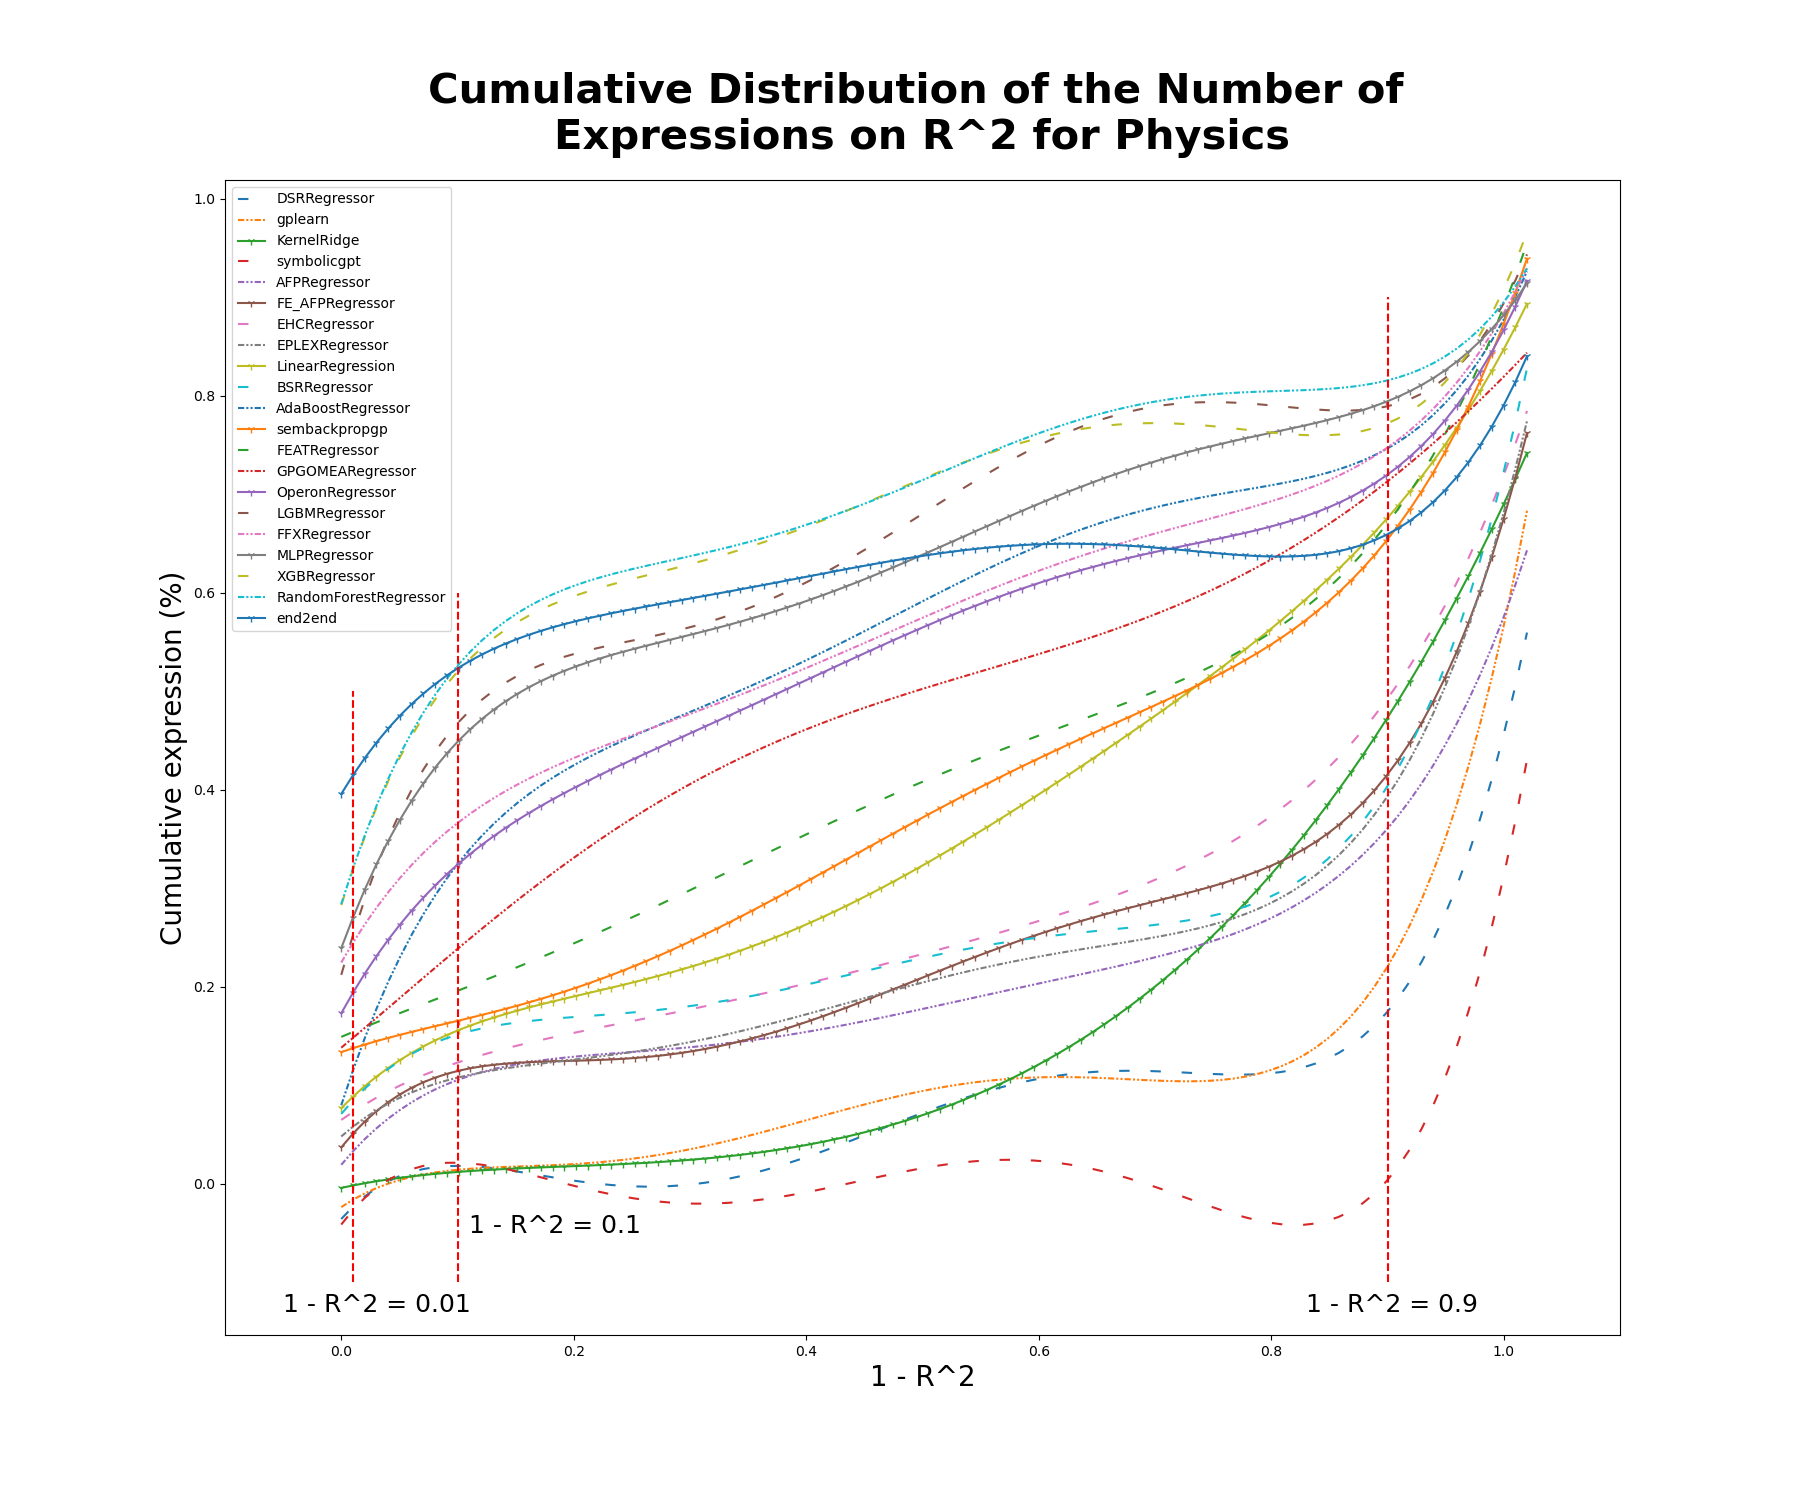 Cumulative Distribution of the Number of
Expressions on R^2 for Physics
DSRRegressor
gplearn
KernelRidge
symbolicgpt
AFPRegressor
FE_AFPRegressor
EHCRegressor
EPLEXRegressor
LinearRegression
BSRRegressor
AdaBoostRegressor
sembackpropgp
FEATRegressor
GPGOMEARegressor
OperonRegressor
LGBMRegressor
FFXRegressor
MLPRegressor
XGBRegressor
RandomForestRegressor
end2end
Cumulative expression (%)
1.0
0.8
0.6
0.4
0.2
0.0
1 - R^2 = 0.1
1 - R^2 = 0.01
1 - R^2 = 0.9
0.0 0.2 0.4 0.6 0.8 1.0
1 - R^2